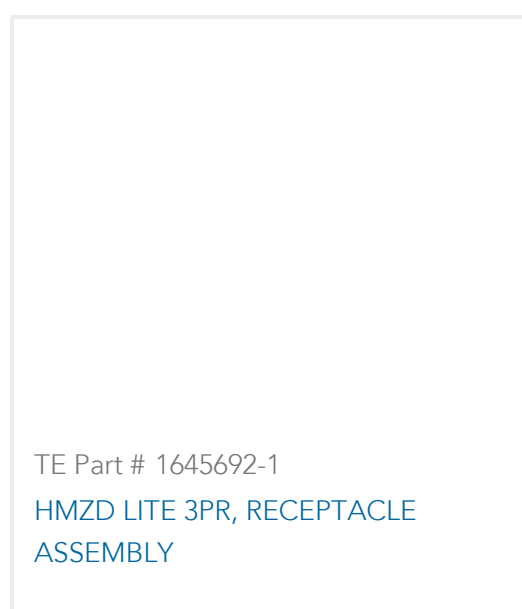 TE Part # 1645692-1
HMZD LITE 3PR, RECEPTACLE
ASSEMBLY